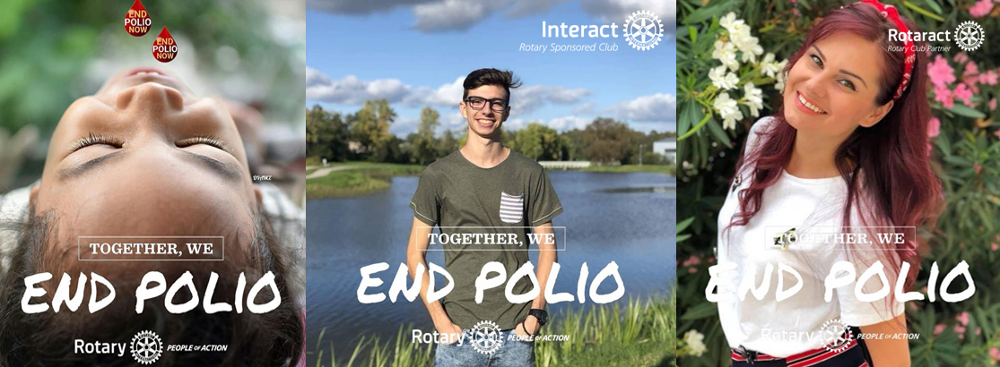 END
POLIO
NOW
END
POLIO
NOW
TOGETHER, WE
END POLIO
Rotary
PEOPLE OF ACTION
Interact
Rotary Sponsored Club
TOGETHER, WE
END POLIO
Rotary
PEOPLE OF ACTION
Rotaract
Rotary Club Partner
TOGETHER, WE
END POLIO
Rotary
PEOPLE OF ACTION